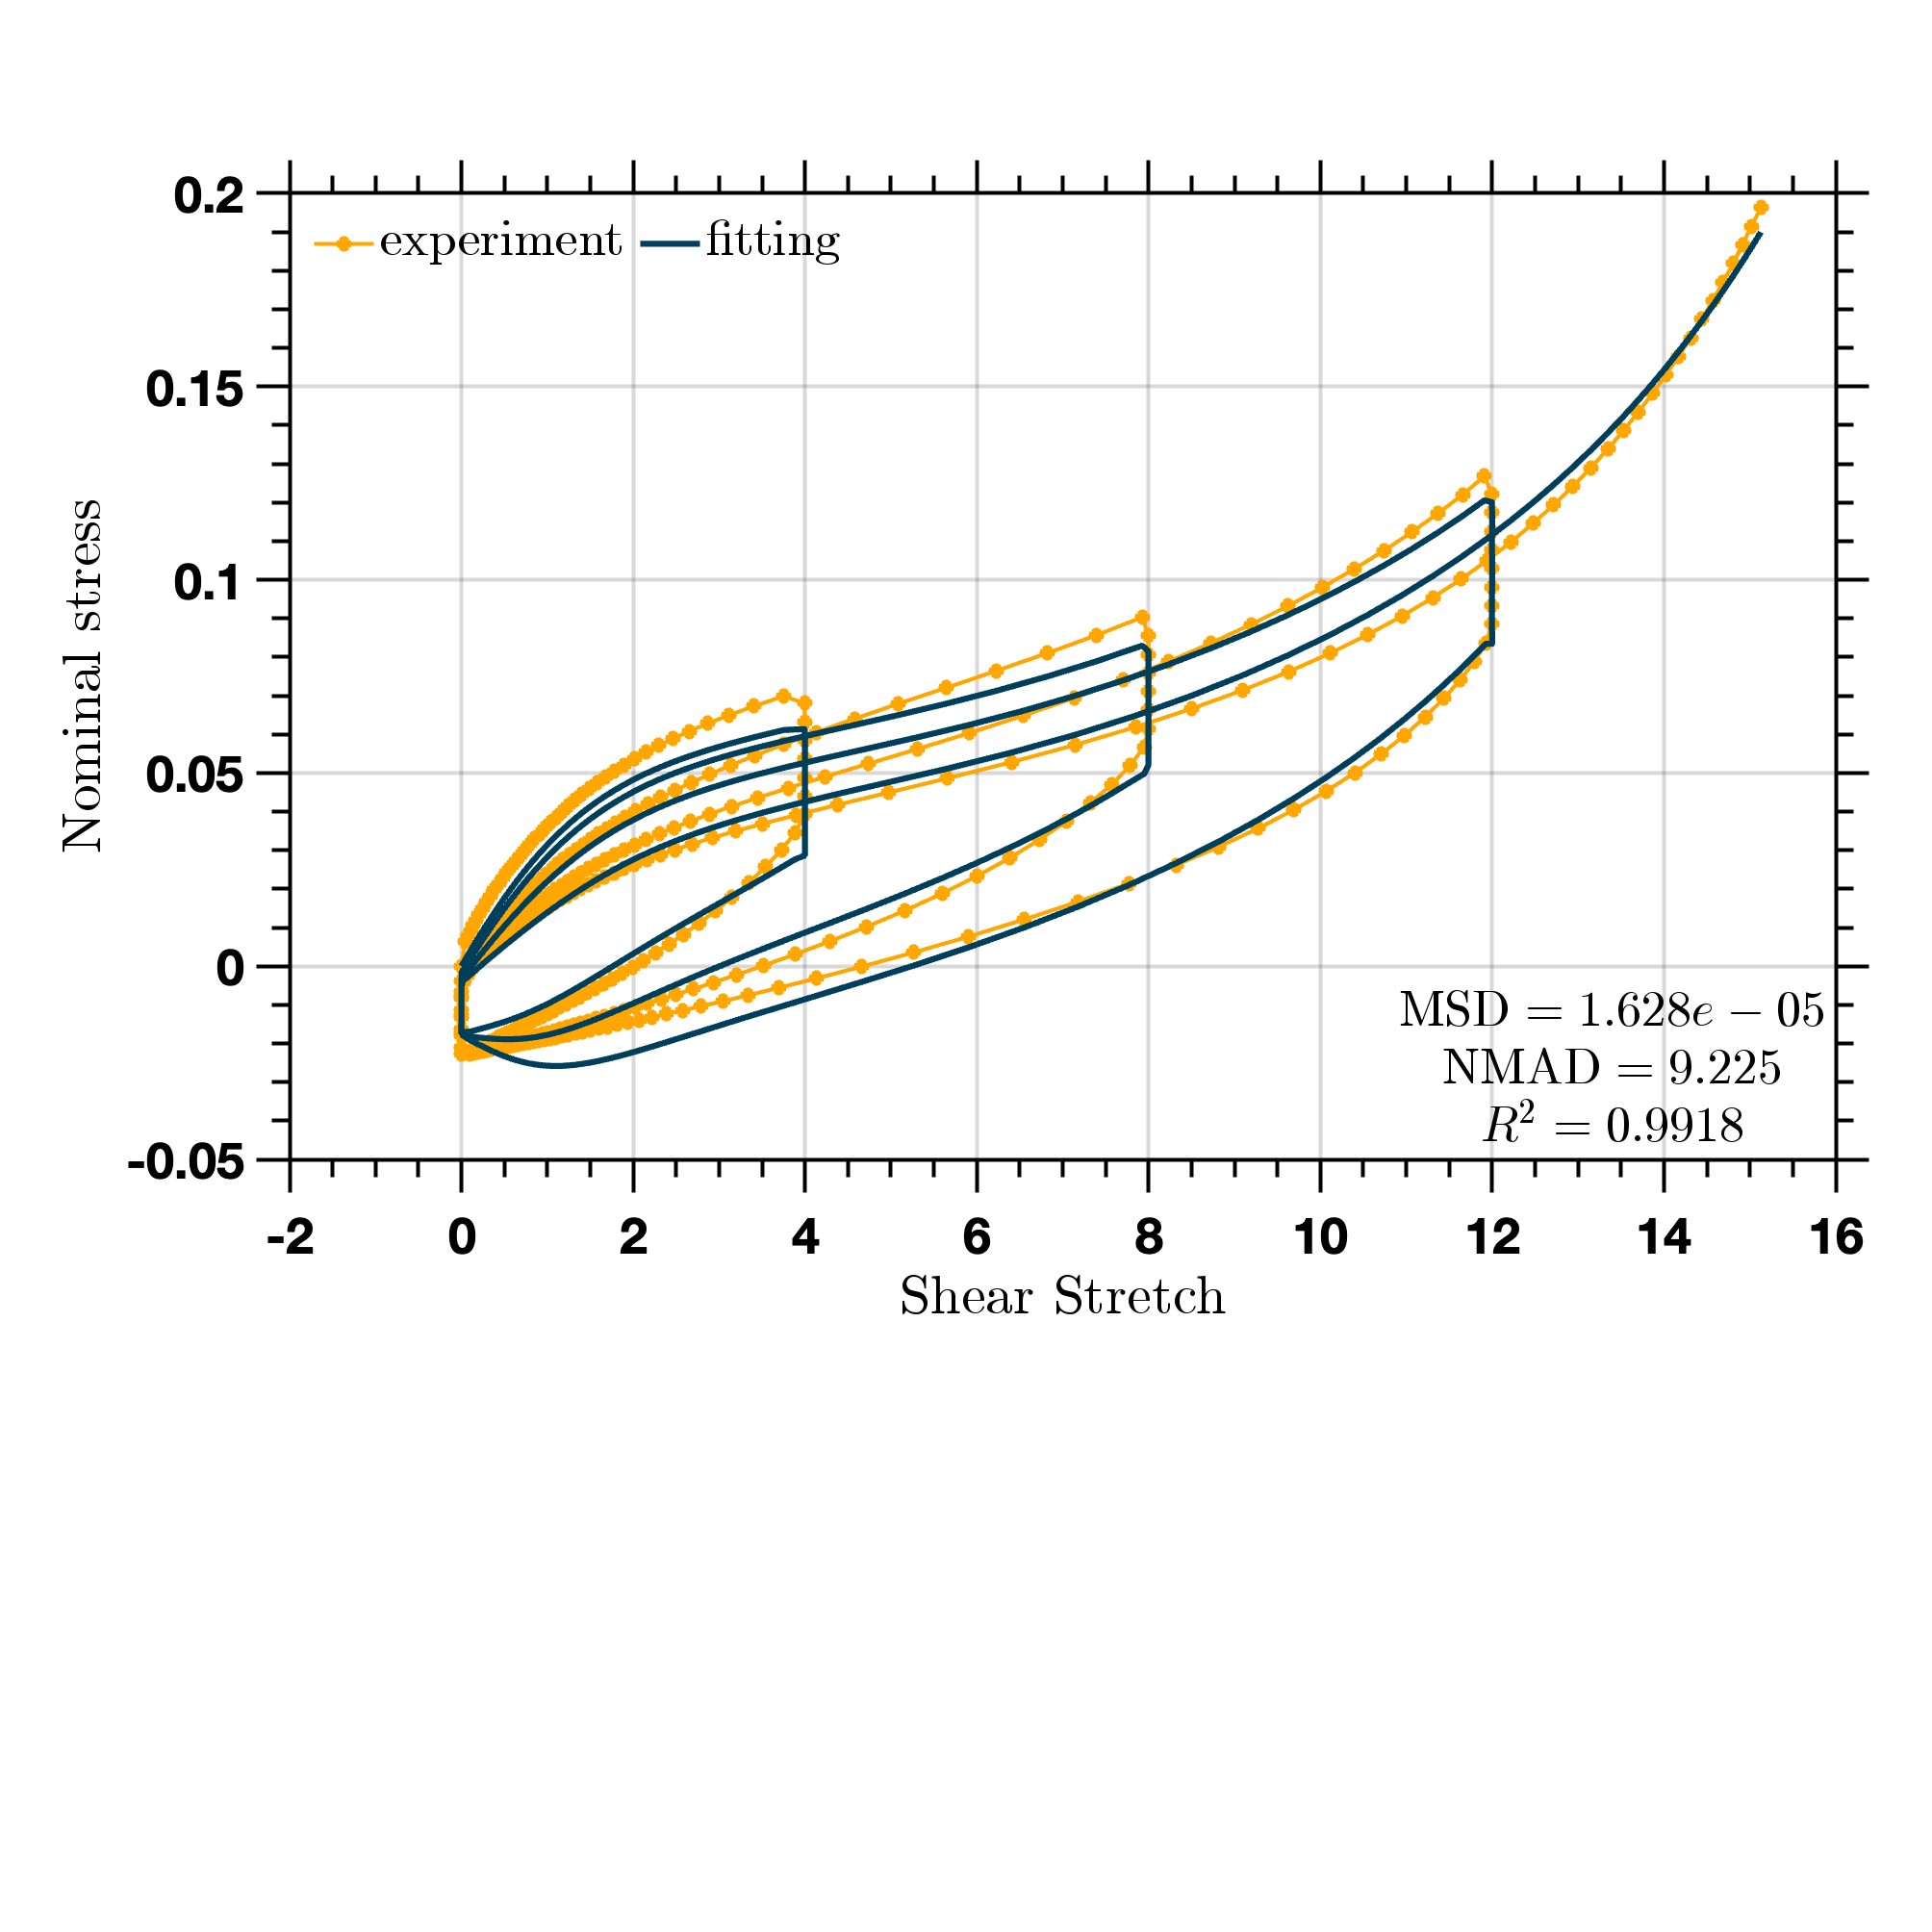 0.2
0.15
0.1
0.05
0
-0.05
Nominal stress
experiment fitting
MSD = 1.628e − 05
NMAD = 9.225
R² = 0.9918
-2 0 2 4 6 8 10 12 14 16
Shear Stretch